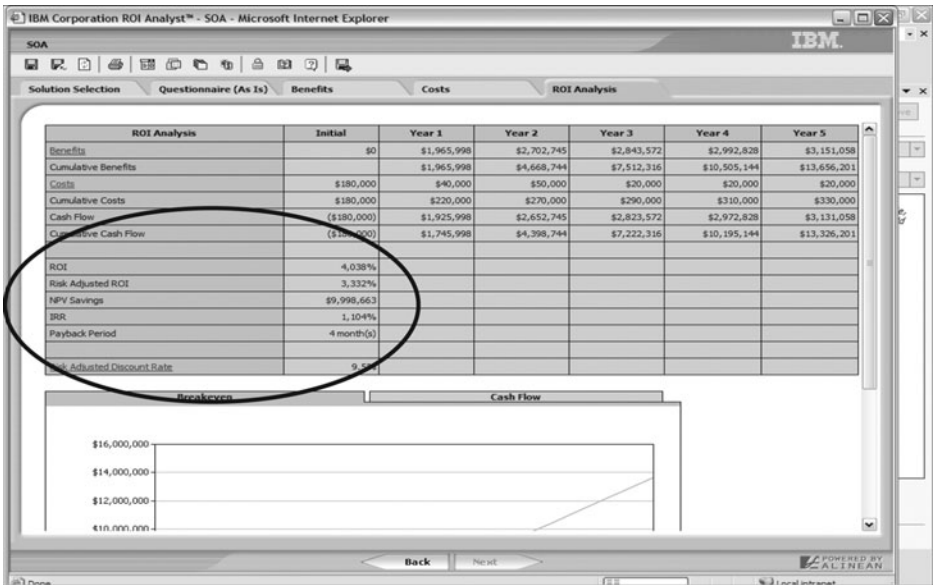 IBM Corporation ROI Analyst™ - SOA - Microsoft Internet Explorer
SOA IBM.
Solution Selection Questionnaire (As Is) Benefits Costs ROI Analysis
ROI Analysis Initial Year 1 Year 2 Year 3 Year 4 Year 5
Benefits $0 $1,965,998 $2,702,745 $2,843,572 $2,992,828 $3,151,058
Cumulative Benefits $1,965,998 $4,668,744 $7,512,316 $10,505,144 $13,656,201
Costs $180,000 $40,000 $50,000 $20,000 $20,000 $20,000
Cumulative Costs $180,000 $220,000 $270,000 $290,000 $310,000 $330,000
Cash Flow ($180,000) $1,925,998 $2,652,745 $2,823,572 $2,972,828 $3,131,058
Cumulative Cash Flow ($180,000) $1,745,998 $4,398,744 $7,222,316 $10,195,144 $13,326,201
ROI 4,038%
Risk Adjusted ROI 3,332%
NPV Savings $9,998,663
IRR 1,104%
Payback Period 4 month(s)
Risk Adjusted Discount Rate
Breakeven Cash Flow
$16,000,000
$14,000,000
$12,000,000
$10,000,000
Back Next
POWERED BY
ALINEAN
Done Local intranet